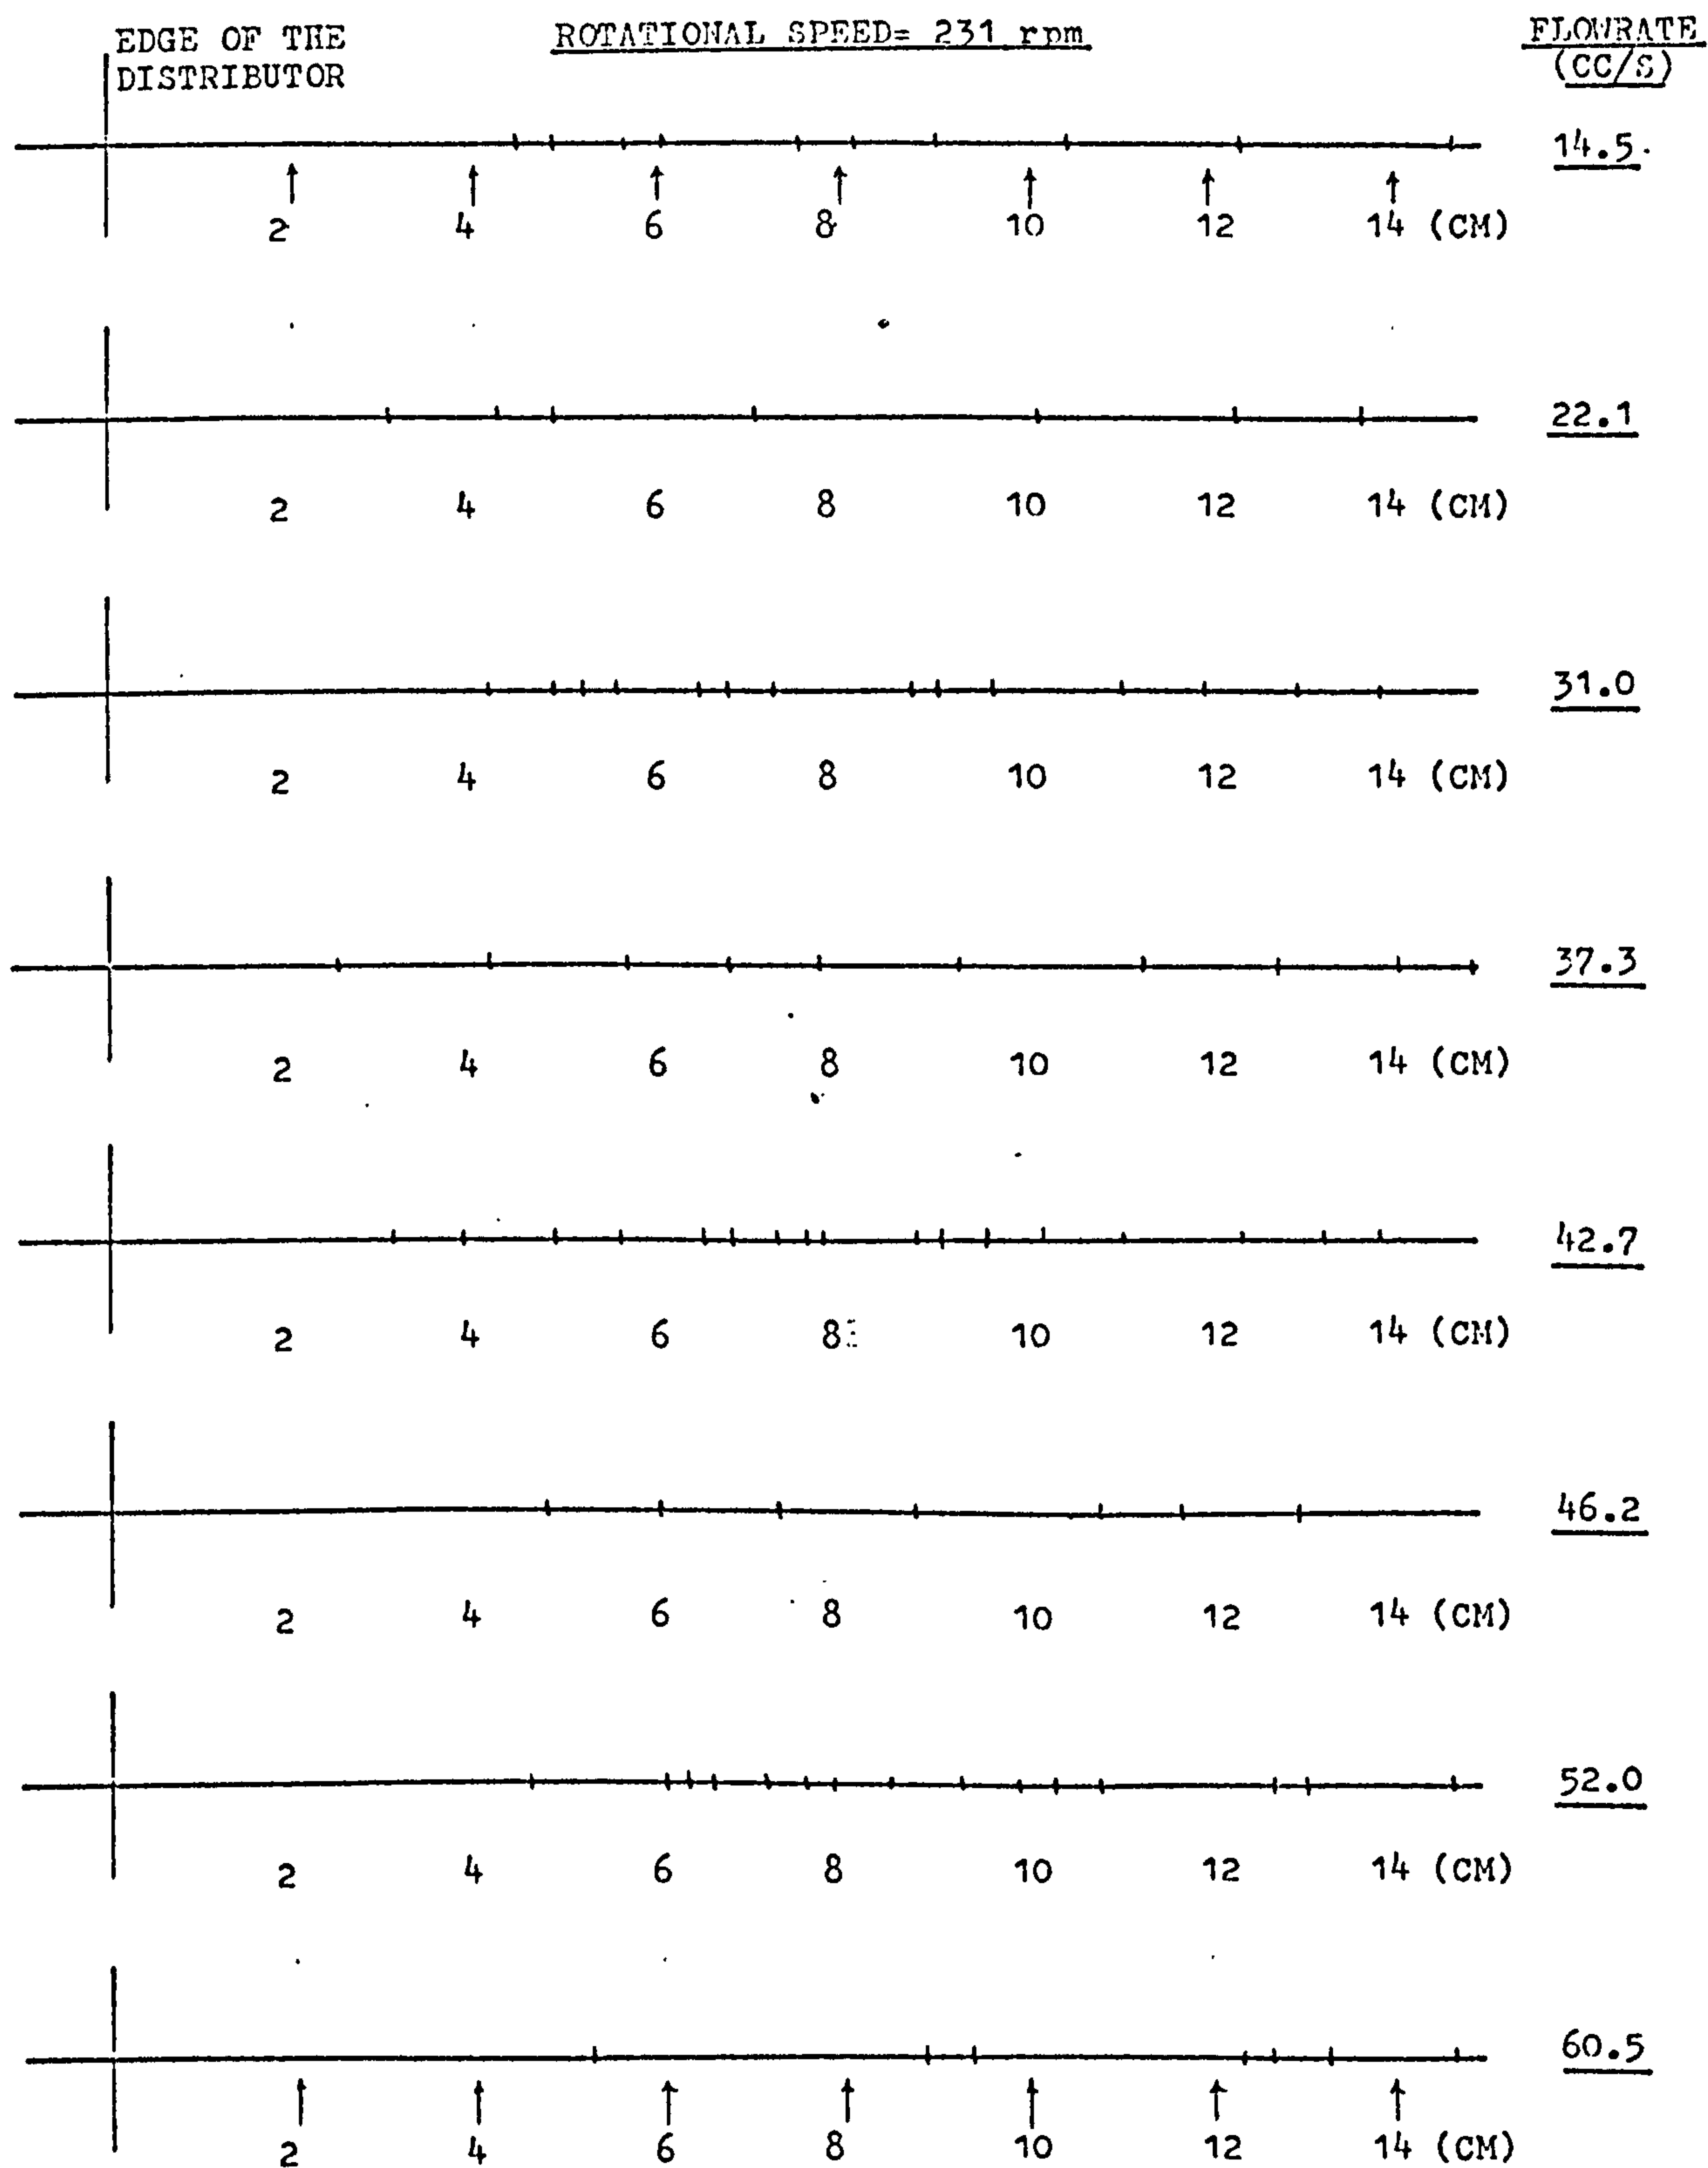 EDGE OF THE
DISTRIBUTOR
ROTATIONAL SPEED= 231 rpm
FLOWRATE
(CC/S)
14.5
2 4 6 8 10 12 14 (CM)
22.1
2 4 6 8 10 12 14 (CM)
31.0
2 4 6 8 10 12 14 (CM)
37.3
2 4 6 8 10 12 14 (CM)
42.7
2 4 6 8 10 12 14 (CM)
46.2
2 4 6 8 10 12 14 (CM)
52.0
2 4 6 8 10 12 14 (CM)
60.5
2 4 6 8 10 12 14 (CM)